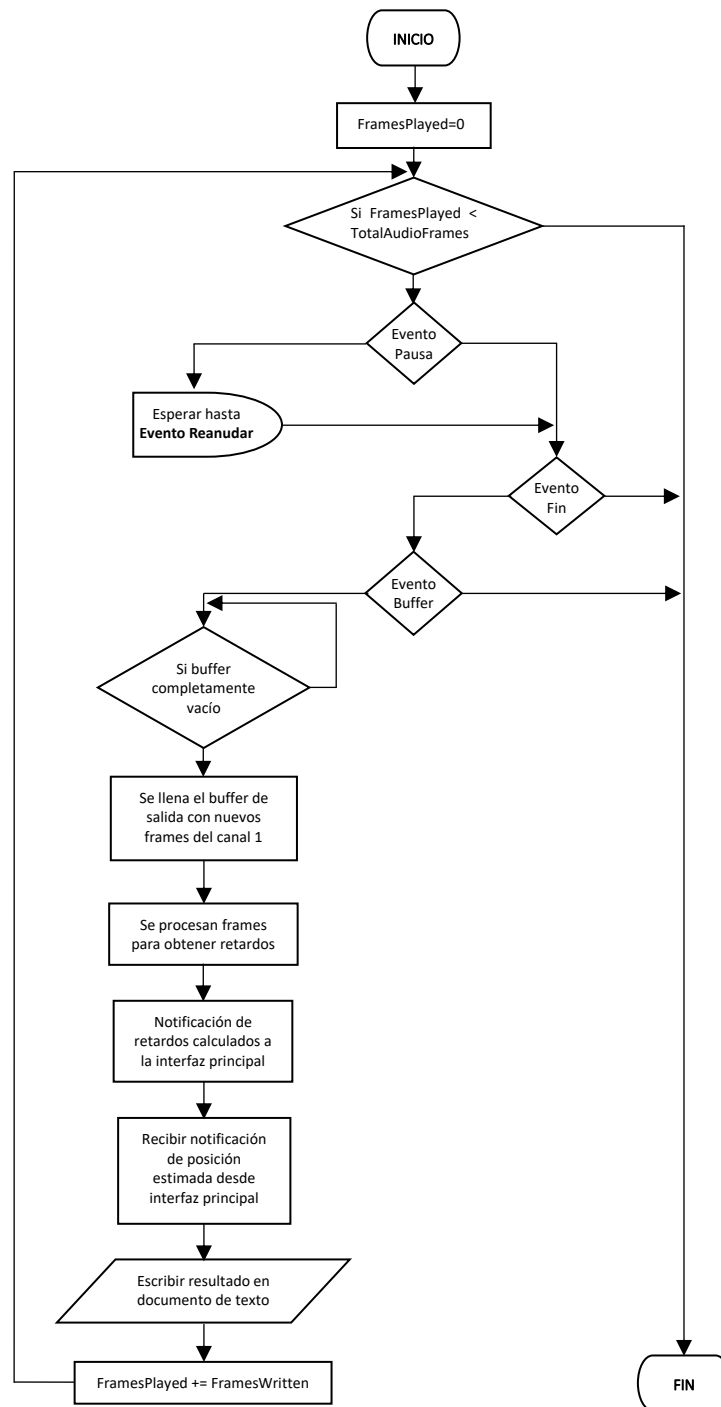 INICIO
FramesPlayed=0
Si FramesPlayed <
TotalAudioFrames
Evento
Pausa
Esperar hasta
Evento Reanudar
Evento
Fin
Evento
Buffer
Si buffer
completamente
vacío
Se llena el buffer de
salida con nuevos
frames del canal 1
Se procesan frames
para obtener retardos
Notificación de
retardos calculados a
la interfaz principal
Recibir notificación
de posición
estimada desde
interfaz principal
Escribir resultado en
documento de texto
FramesPlayed += FramesWritten
FIN